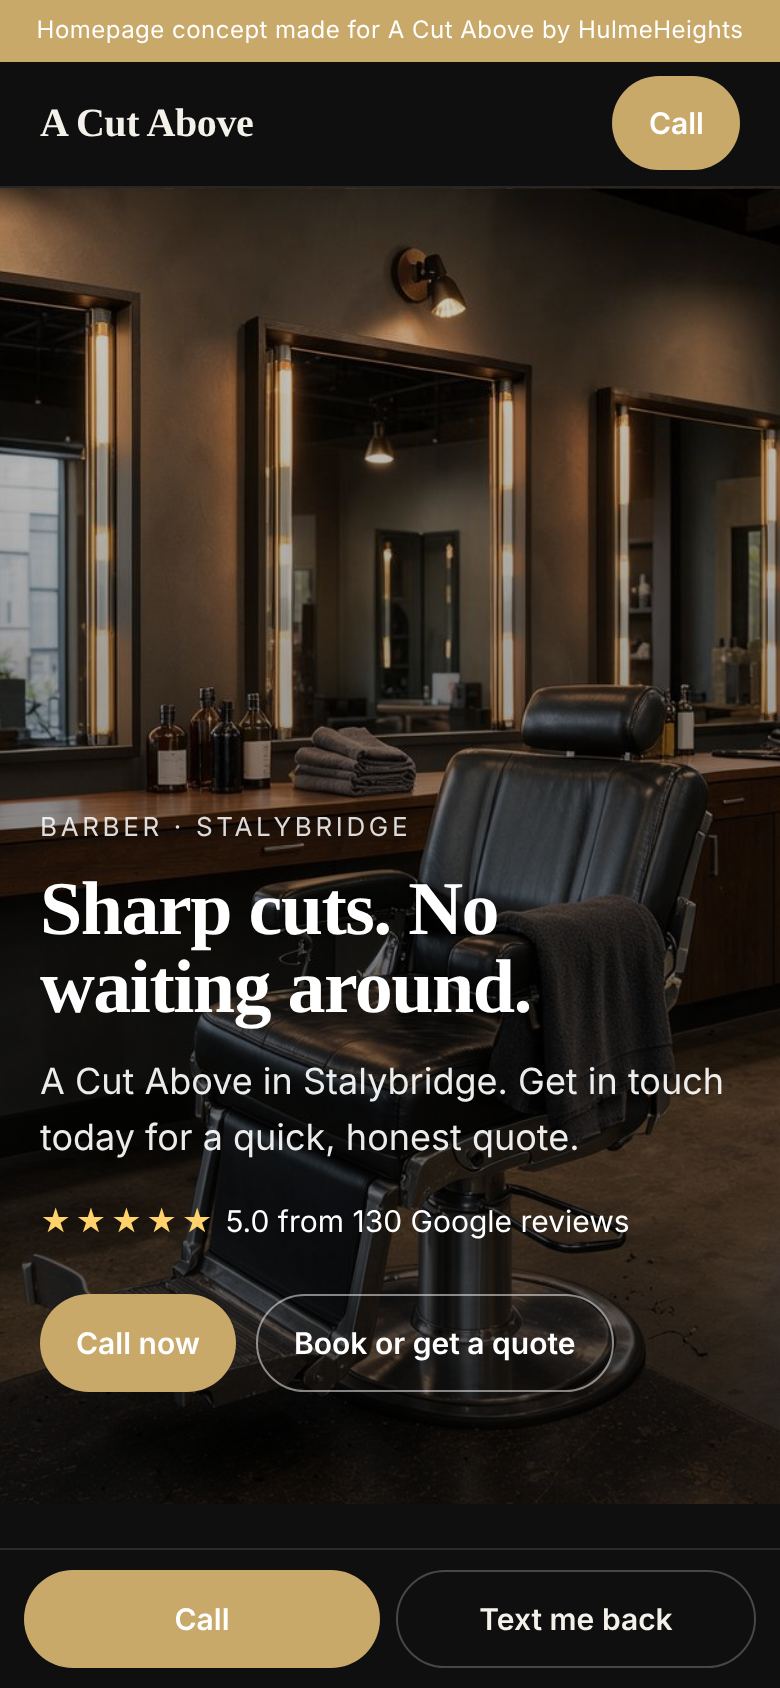 Homepage concept made for A Cut Above by HulmeHeights
A Cut Above
Call
BARBER · STALYBRIDGE
Sharp cuts. No
waiting around.
A Cut Above in Stalybridge. Get in touch
today for a quick, honest quote.
★★★★★ 5.0 from 130 Google reviews
Call now
Book or get a quote
Call
Text me back